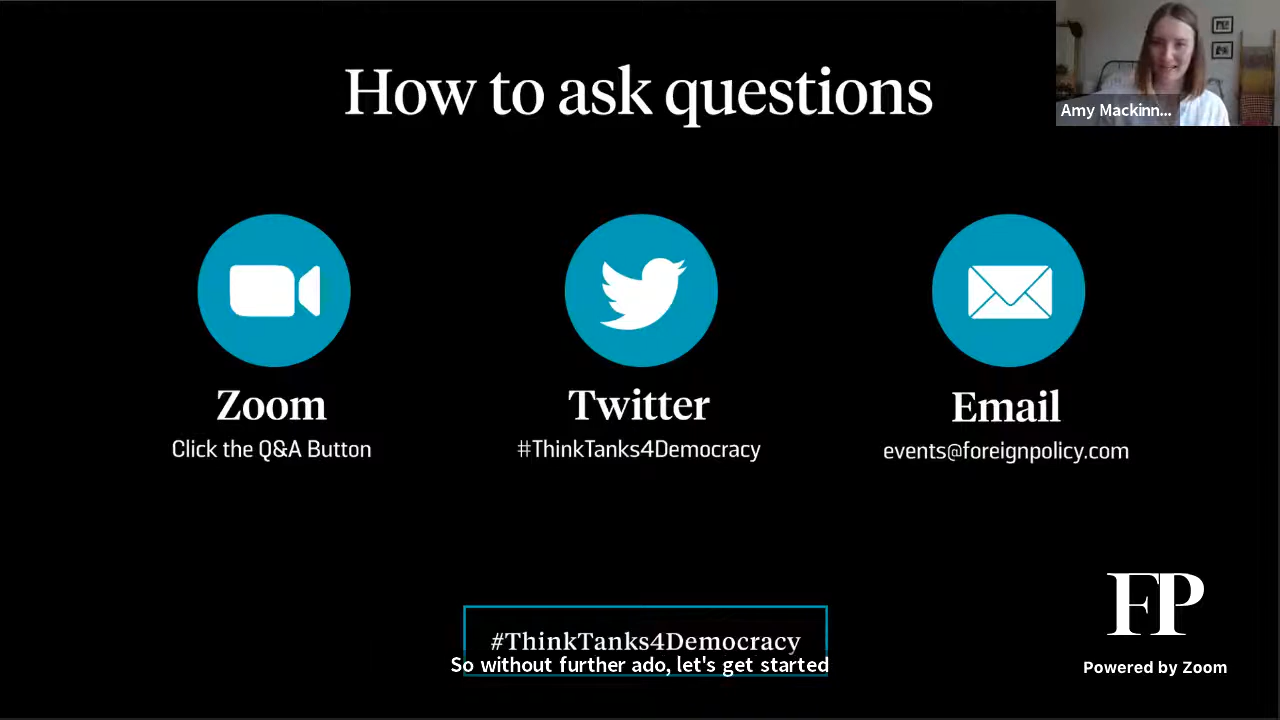 How to ask questions
Amy Mackinn...
Zoom
Click the Q&A Button
Twitter
#ThinkTanks4Democracy
Email
events@foreignpolicy.com
#ThinkTanks4Democracy
So without further ado, let's get started
FP
Powered by Zoom